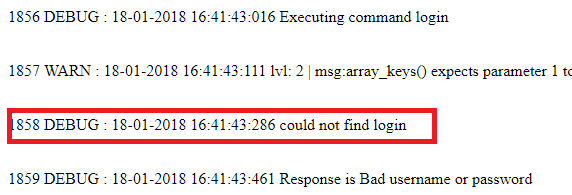 1856 DEBUG : 18-01-2018 16:41:43:016 Executing command login
1857 WARN : 18-01-2018 16:41:43:111 lvl: 2 | msg:array_keys() expects parameter 1 to
1858 DEBUG : 18-01-2018 16:41:43:286 could not find login
1859 DEBUG : 18-01-2018 16:41:43:461 Response is Bad username or password